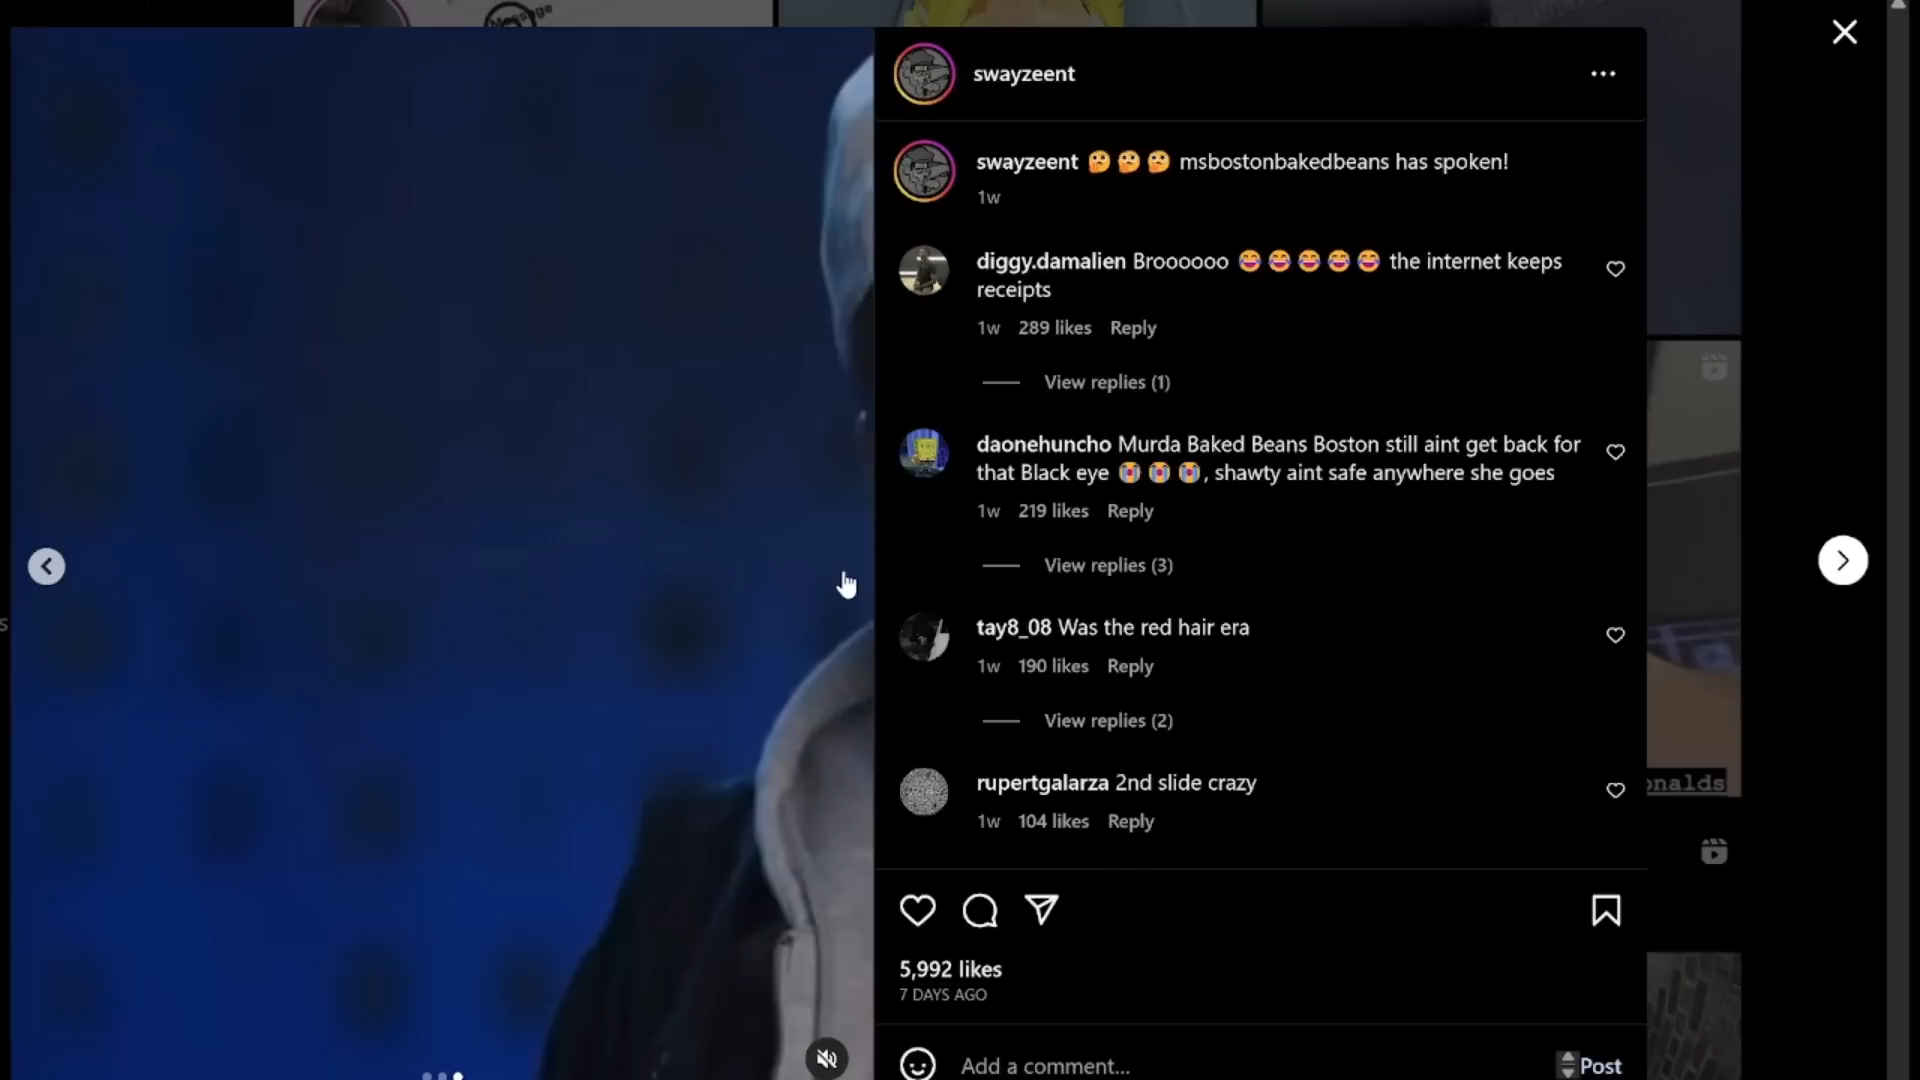 Message
swayzeent
swayzeent 🤔🤔🤔 msbostonbakedbeans has spoken!
1w
diggy.damalien Broooooo 😂😂😂😂😂 the internet keeps
receipts
1w 289 likes Reply
View replies (1)
daonehuncho Murda Baked Beans Boston still aint get back for
that Black eye 😭😭😭, shawty aint safe anywhere she goes
1w 219 likes Reply
View replies (3)
tay8_08 Was the red hair era
1w 190 likes Reply
View replies (2)
rupertgalarza 2nd slide crazy
1w 104 likes Reply
onalds
5,992 likes
7 DAYS AGO
Add a comment...
Post